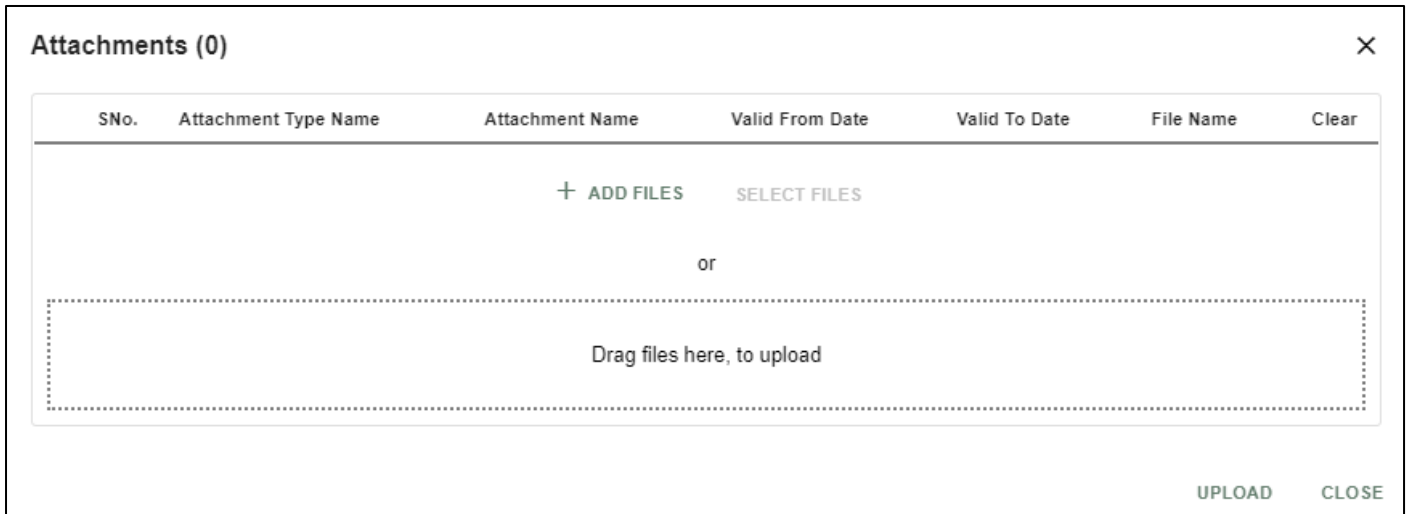 Attachments (0)
SNo. Attachment Type Name Attachment Name Valid From Date Valid To Date File Name Clear
+ ADD FILES SELECT FILES
or
Drag files here, to upload
UPLOAD CLOSE